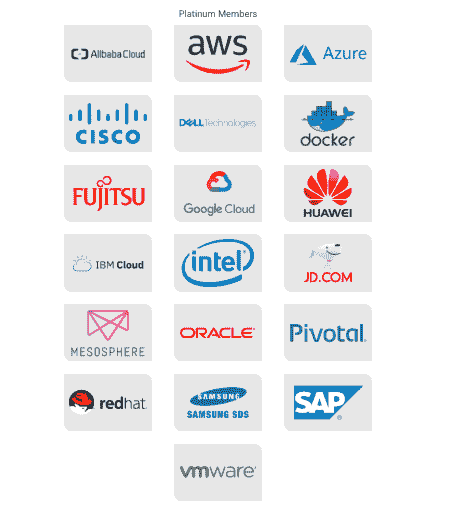 Platinum Members
Alibaba Cloud
aws
Azure
CISCO
DELL Technologies
docker
FUJITSU
Google Cloud
HUAWEI
IBM Cloud
intel
JD.COM
MESOSPHERE
ORACLE
Pivotal
redhat
SAMSUNG
SAMSUNG SDS
SAP
vmware